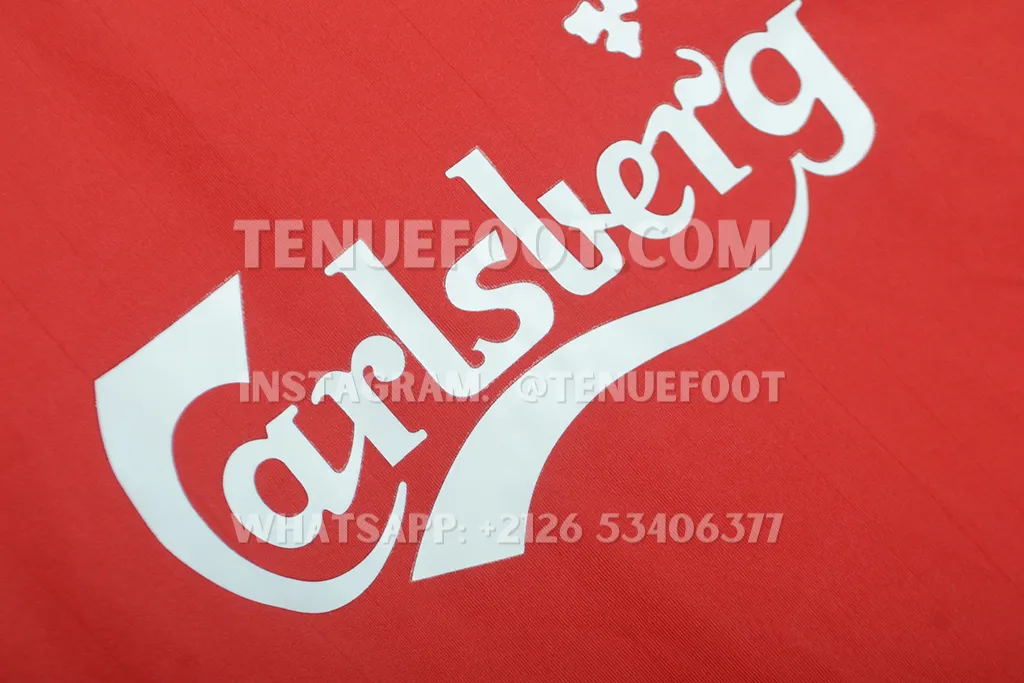 Carlsberg
TENUEFOOT.COM
INSTAGRAM: @TENUEFOOT
WHATSAPP: +2126 53406377